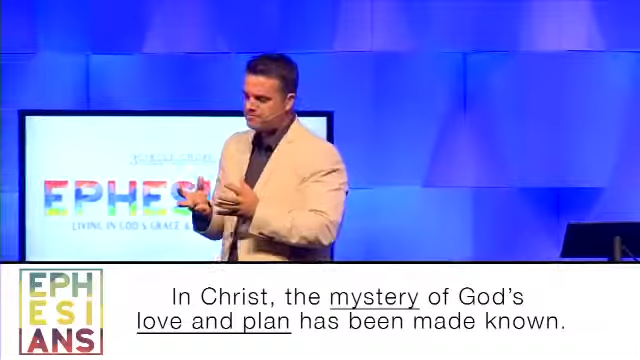 EPHESI
LIVING IN GOD'S GRACE &
EPH
ESI
ANS
In Christ, the mystery of God's
love and plan has been made known.